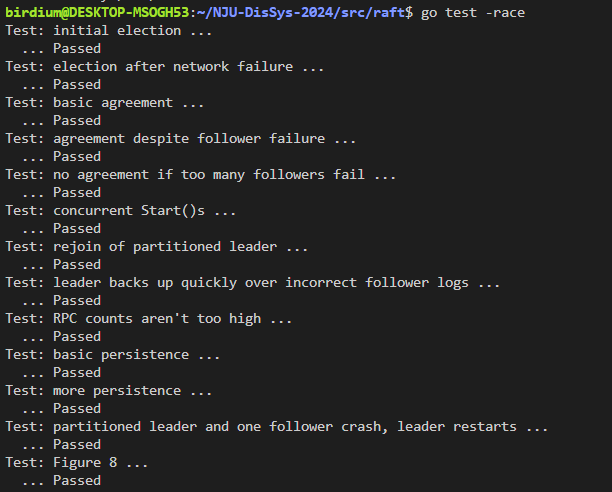 birdium@DESKTOP-MSOGH53:~/NJU-DisSys-2024/src/raft$ go test -race
Test: initial election ...
  ... Passed
Test: election after network failure ...
  ... Passed
Test: basic agreement ...
  ... Passed
Test: agreement despite follower failure ...
  ... Passed
Test: no agreement if too many followers fail ...
  ... Passed
Test: concurrent Start()s ...
  ... Passed
Test: rejoin of partitioned leader ...
  ... Passed
Test: leader backs up quickly over incorrect follower logs ...
  ... Passed
Test: RPC counts aren't too high ...
  ... Passed
Test: basic persistence ...
  ... Passed
Test: more persistence ...
  ... Passed
Test: partitioned leader and one follower crash, leader restarts ...
  ... Passed
Test: Figure 8 ...
  ... Passed